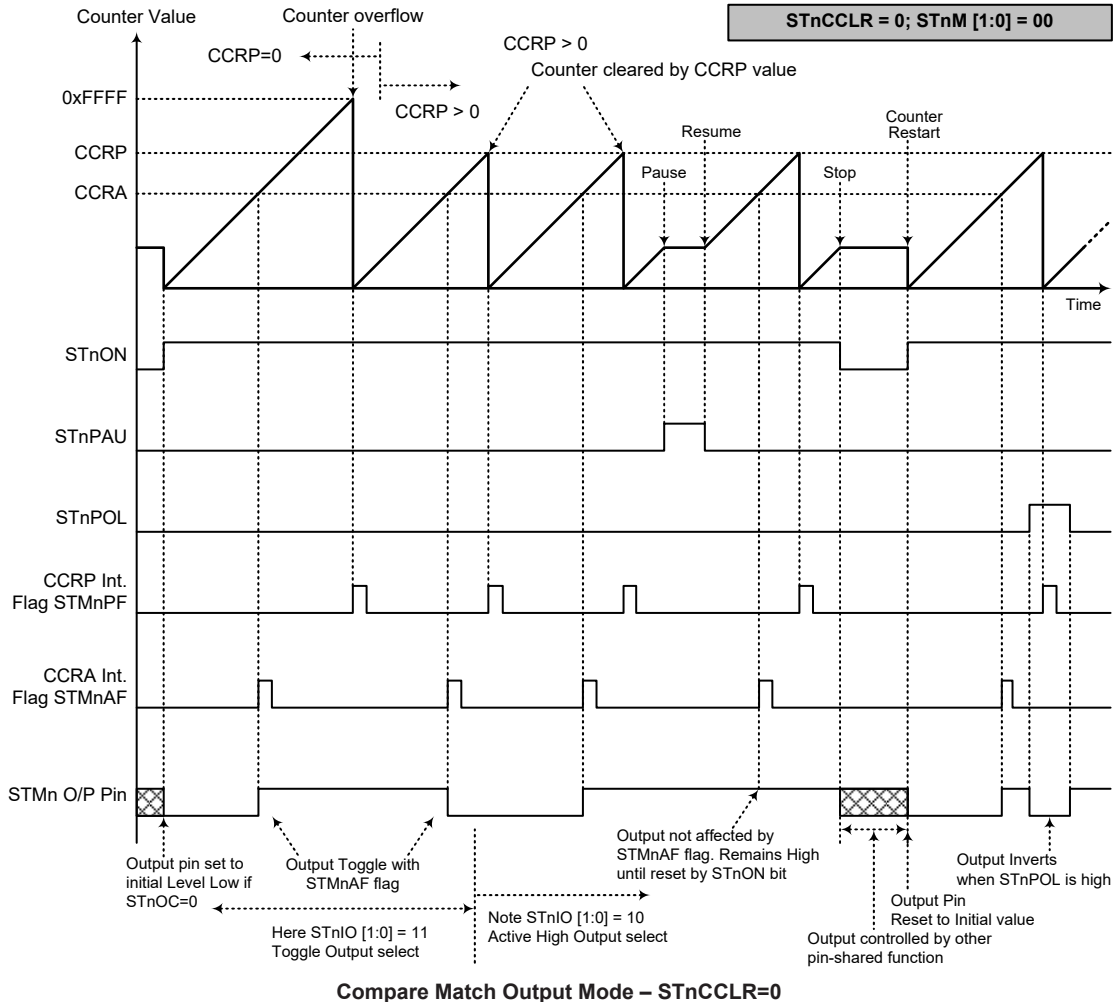 Counter Value
Counter overflow
STnCCLR = 0; STnM [1:0] = 00
CCRP=0
CCRP > 0
CCRP > 0
Counter cleared by CCRP value
0xFFFF
CCRP
CCRA
Pause
Resume
Stop
Counter
Restart
Time
STnON
STnPAU
STnPOL
CCRP Int.
Flag STMnPF
CCRA Int.
Flag STMnAF
STMn O/P Pin
Output pin set to
initial Level Low if
STnOC=0
Output Toggle with
STMnAF flag
Here STnIO [1:0] = 11
Toggle Output select
Note STnIO [1:0] = 10
Active High Output select
Output not affected by
STMnAF flag. Remains High
until reset by STnON bit
Output controlled by other
pin-shared function
Output Pin
Reset to Initial value
Output Inverts
when STnPOL is high
Compare Match Output Mode – STnCCLR=0